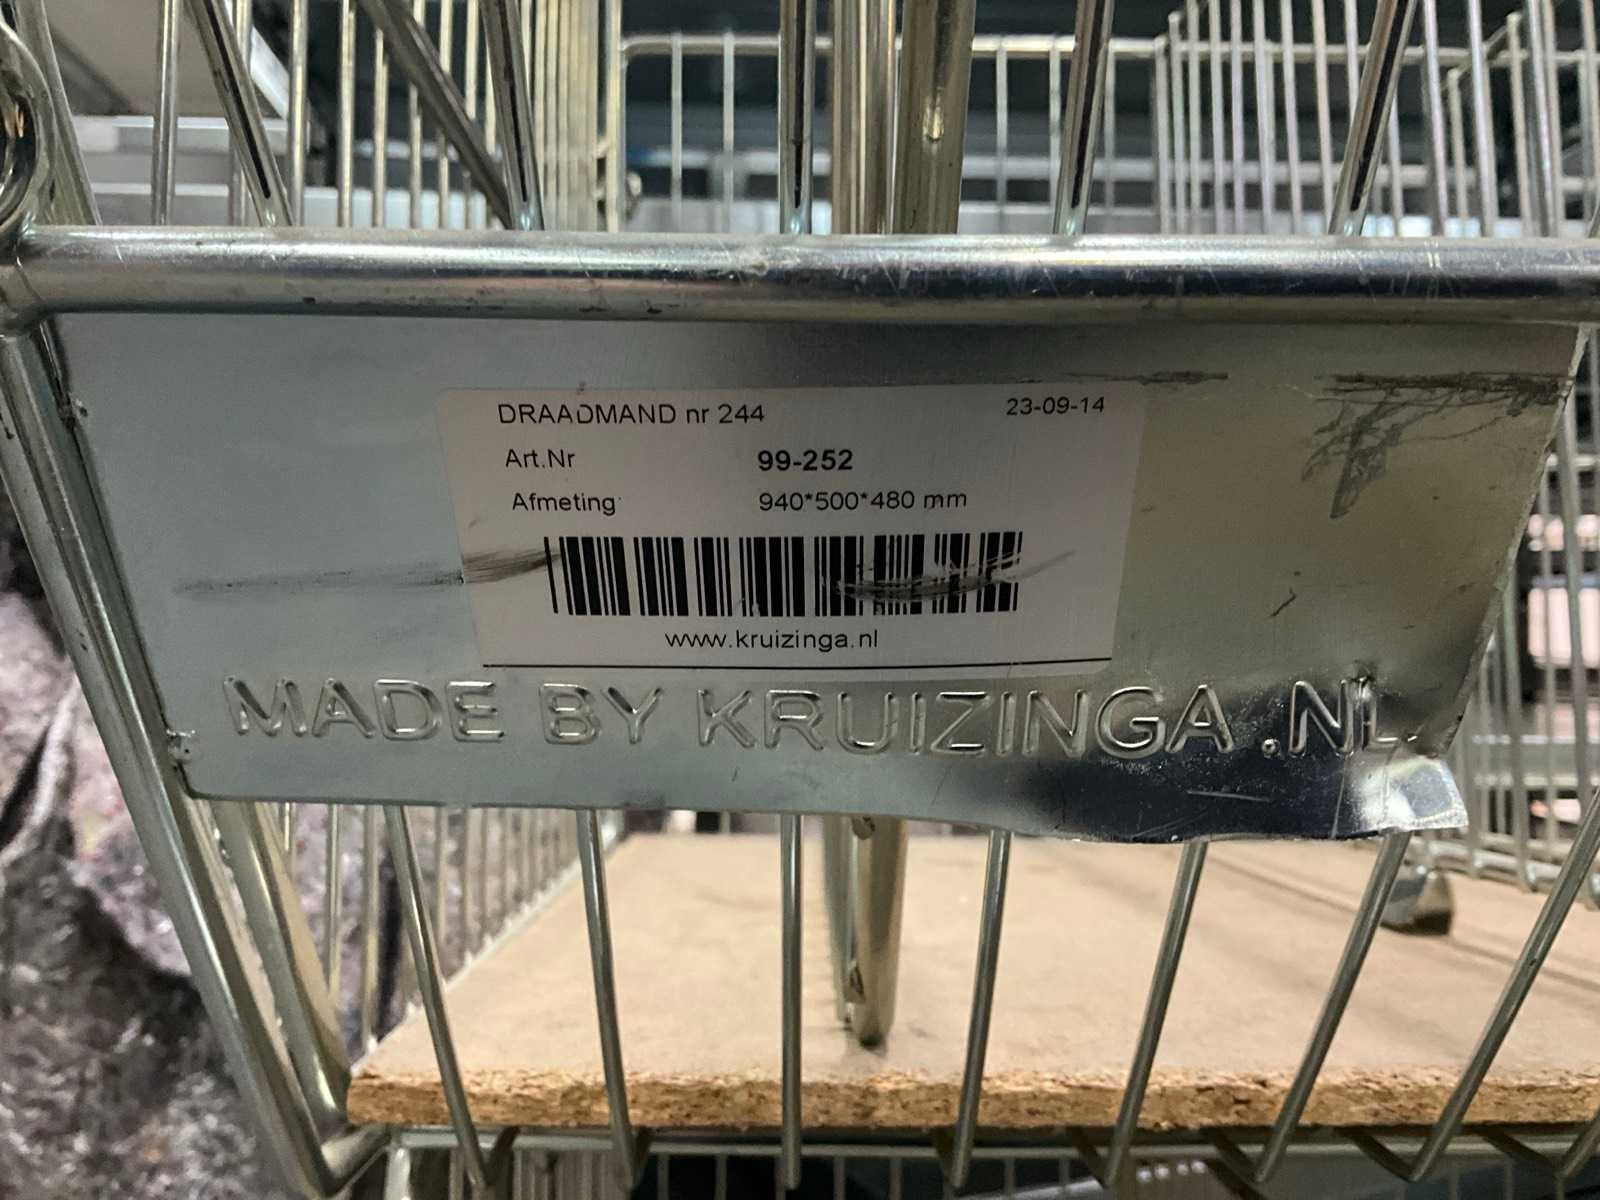 DRAADMAND nr 244 23-09-14
Art.Nr 99-252
Afmeting 940*500*480 mm
www.kruizinga.nl
MADE BY KRUIZINGA.NL